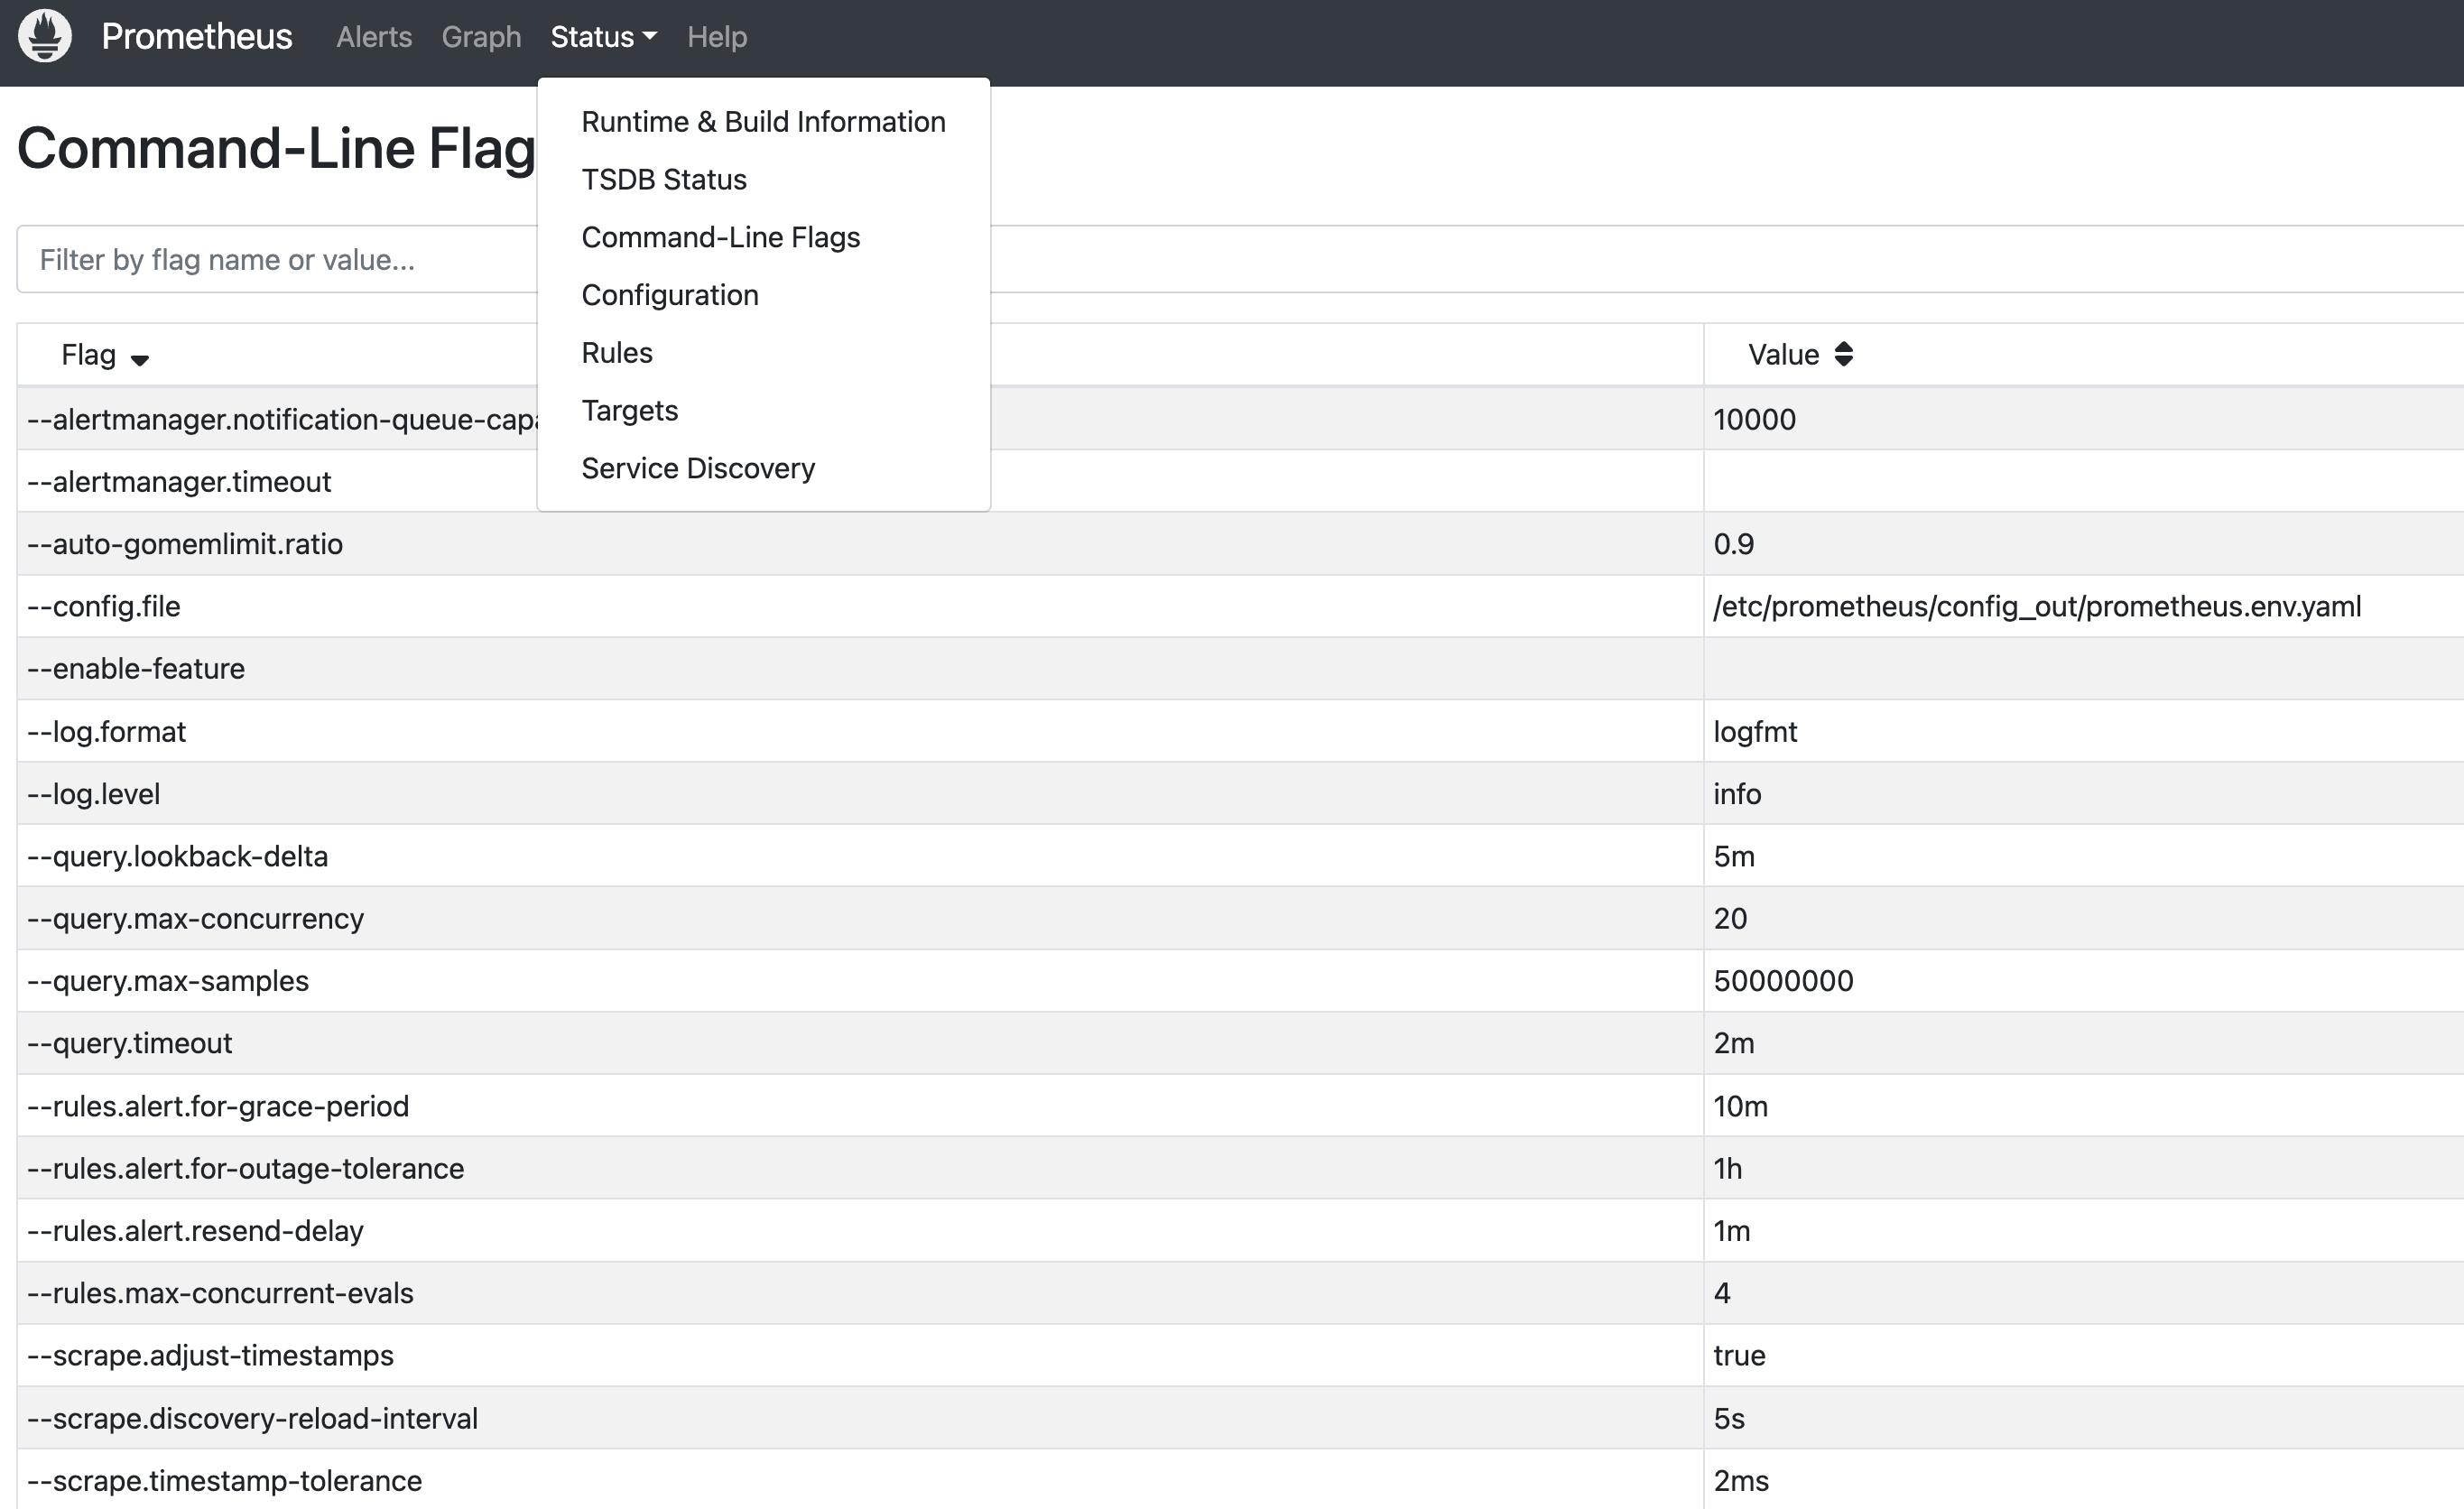 Prometheus Alerts Graph Status Help
Runtime & Build Information
TSDB Status
Command-Line Flags
Configuration
Rules
Targets
Service Discovery
Command-Line Flag
Filter by flag name or value...
Flag Value
--alertmanager.notification-queue-capa 10000
--alertmanager.timeout
--auto-gomemlimit.ratio 0.9
--config.file /etc/prometheus/config_out/prometheus.env.yaml
--enable-feature
--log.format logfmt
--log.level info
--query.lookback-delta 5m
--query.max-concurrency 20
--query.max-samples 50000000
--query.timeout 2m
--rules.alert.for-grace-period 10m
--rules.alert.for-outage-tolerance 1h
--rules.alert.resend-delay 1m
--rules.max-concurrent-evals 4
--scrape.adjust-timestamps true
--scrape.discovery-reload-interval 5s
--scrape.timestamp-tolerance 2ms